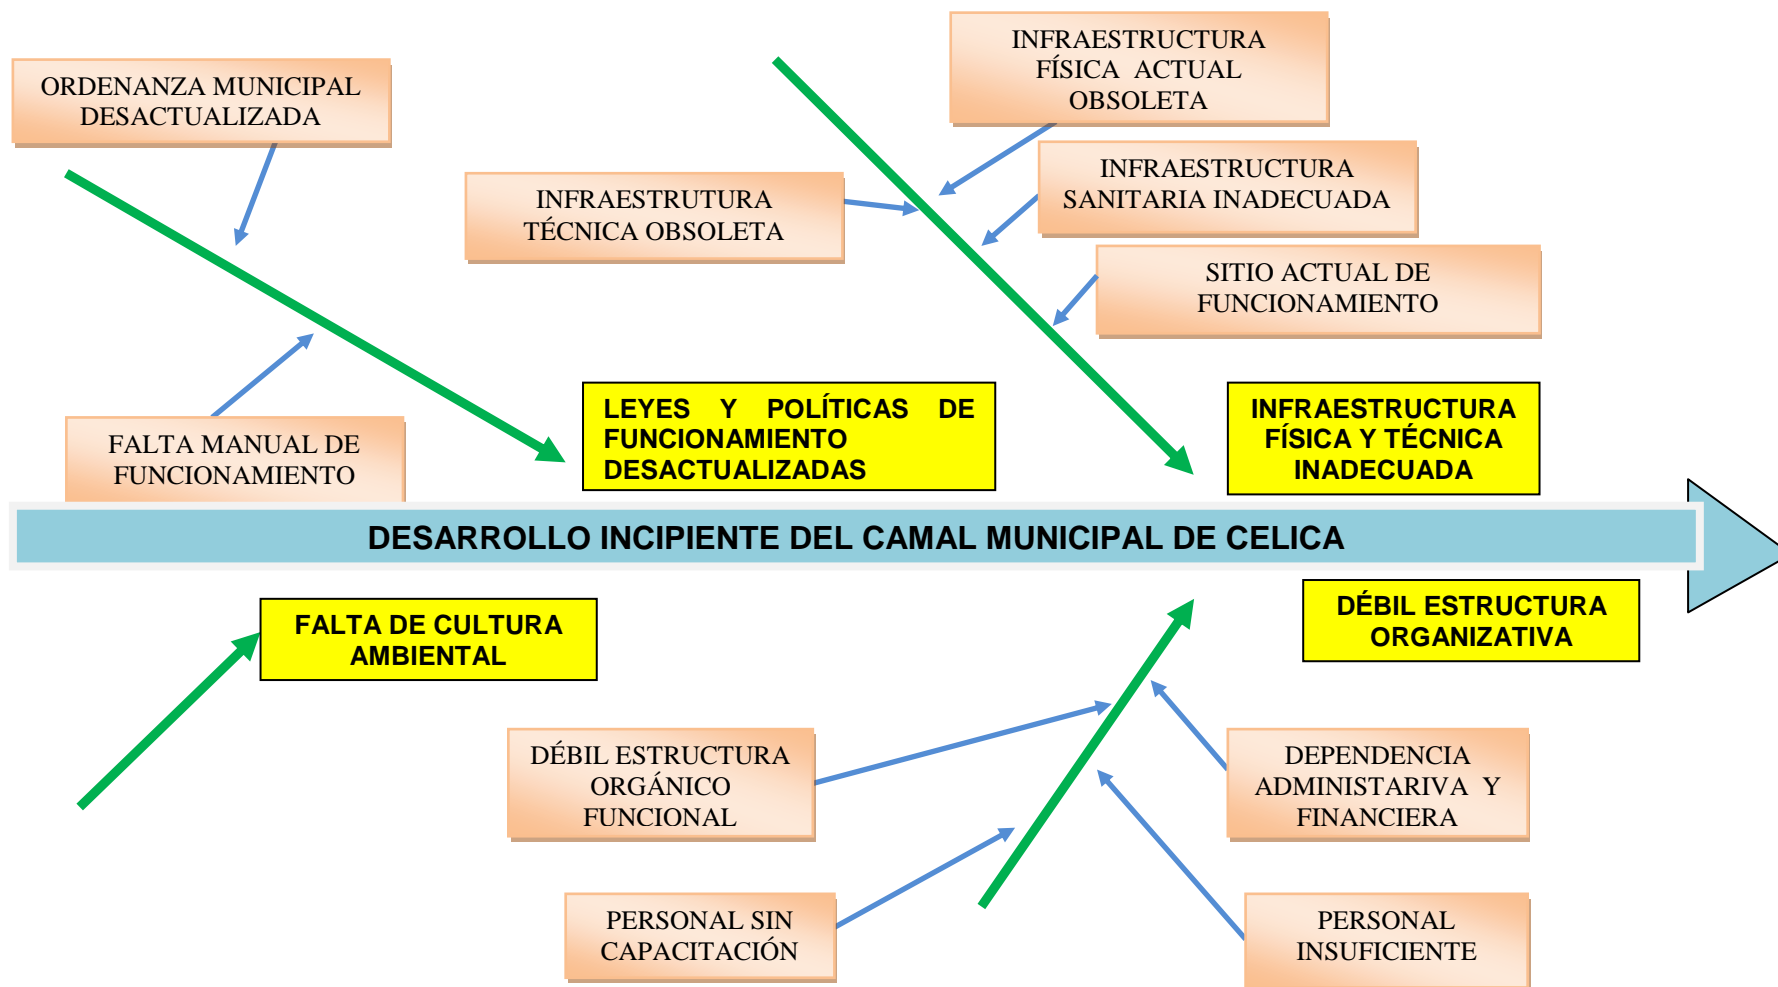 ORDENANZA MUNICIPAL
DESACTUALIZADA
INFRAESTRUCTURA
FÍSICA ACTUAL
OBSOLETA
INFRAESTRUTURA
TÉCNICA OBSOLETA
INFRAESTRUCTURA
SANITARIA INADECUADA
SITIO ACTUAL DE
FUNCIONAMIENTO
FALTA MANUAL DE
FUNCIONAMIENTO
LEYES Y POLÍTICAS DE
FUNCIONAMIENTO
DESACTUALIZADAS
INFRAESTRUCTURA
FÍSICA Y TÉCNICA
INADECUADA
DESARROLLO INCIPIENTE DEL CAMAL MUNICIPAL DE CELICA
FALTA DE CULTURA
AMBIENTAL
DÉBIL ESTRUCTURA
ORGANIZATIVA
DÉBIL ESTRUCTURA
ORGÁNICO
FUNCIONAL
DEPENDENCIA
ADMINISTARIVA Y
FINANCIERA
PERSONAL SIN
CAPACITACIÓN
PERSONAL
INSUFICIENTE